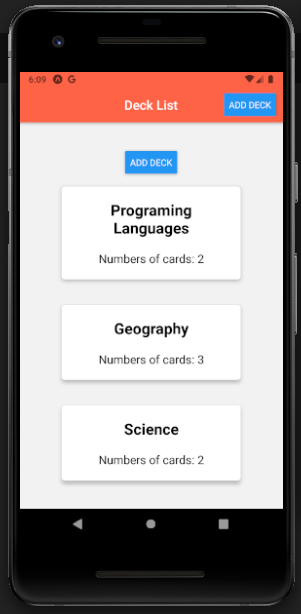 6:09
Deck List
ADD DECK
ADD DECK
Programing
Languages
Numbers of cards: 2
Geography
Numbers of cards: 3
Science
Numbers of cards: 2